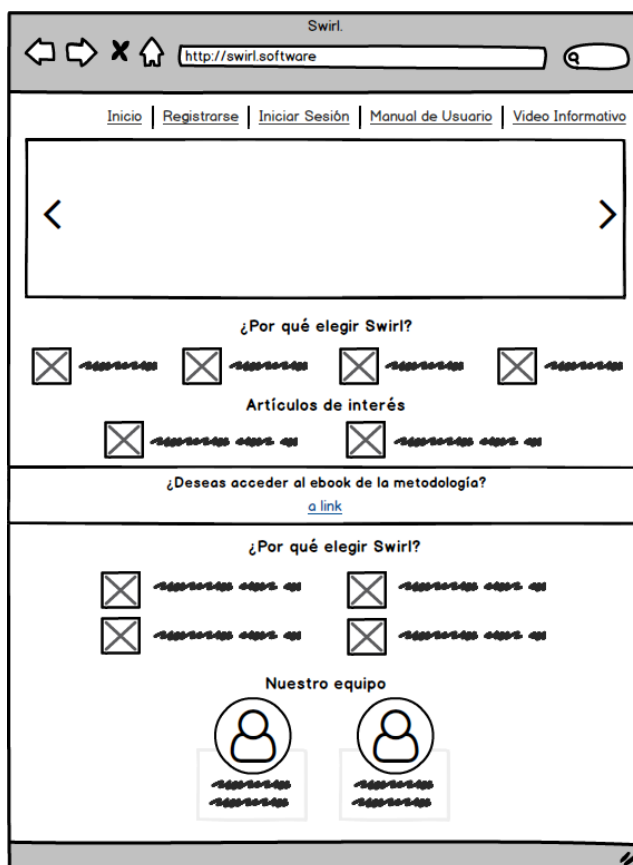 Swirl.
http://swirl.software
Inicio | Registrarse | Iniciar Sesión | Manual de Usuario | Video Informativo
¿Por qué elegir Swirl?
Artículos de interés
¿Deseas acceder al ebook de la metodología?
a link
¿Por qué elegir Swirl?
Nuestro equipo